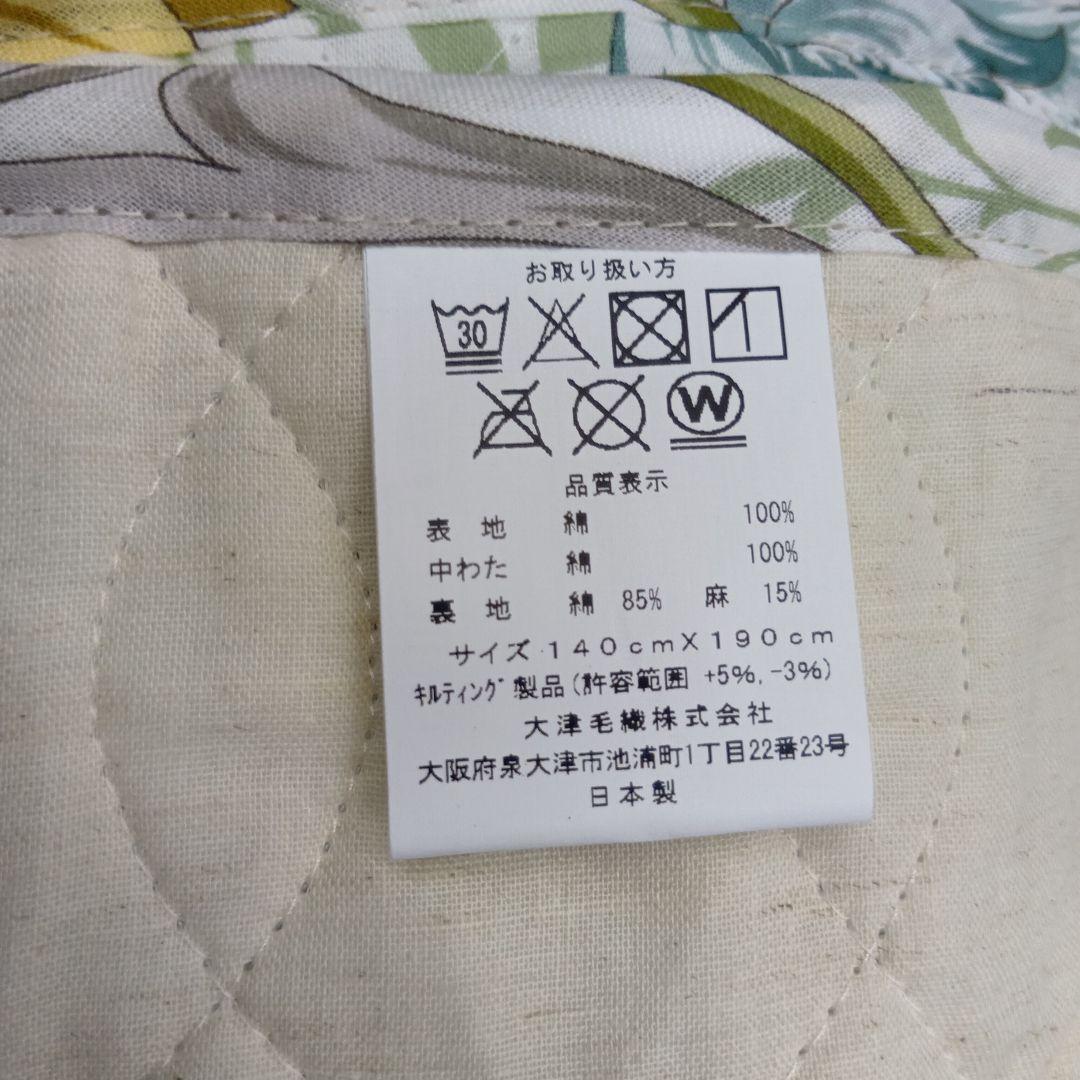 お取り扱い方
30
W
品質表示
表地 綿 100%
中わた 綿 100%
裏地 綿 85% 麻 15%
サイズ 140cmX190cm
ｷﾙﾃｨﾝｸﾞ製品(許容範囲 +5%, -3%)
大津毛織株式会社
大阪府泉大津市池浦町1丁目22番23号
日本製